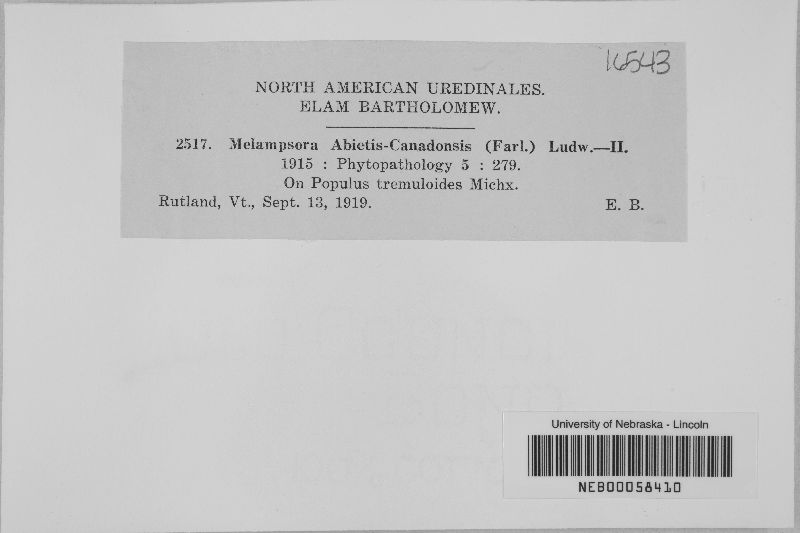 16543
NORTH AMERICAN UREDINALES.
ELAM BARTHOLOMEW.
2517. Melampsora Abietis-Canadonsis (Farl.) Ludw.—II.
1915 : Phytopathology 5 : 279.
On Populus tremuloides Michx.
Rutland, Vt., Sept. 13, 1919. E. B.
University of Nebraska - Lincoln
NEB00058410